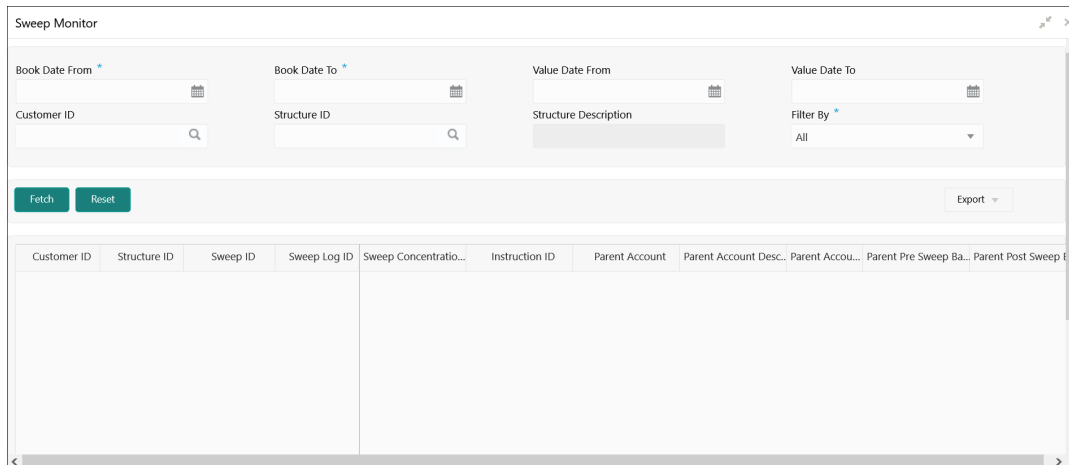 Sweep Monitor
Book Date From * Book Date To * Value Date From Value Date To
Customer ID Structure ID Structure Description Filter By *
All
Fetch Reset Export
Customer ID Structure ID Sweep ID Sweep Log ID Sweep Concentratio... Instruction ID Parent Account Parent Account Desc.. Parent Accou... Parent Pre Sweep Ba... Parent Post Sweep